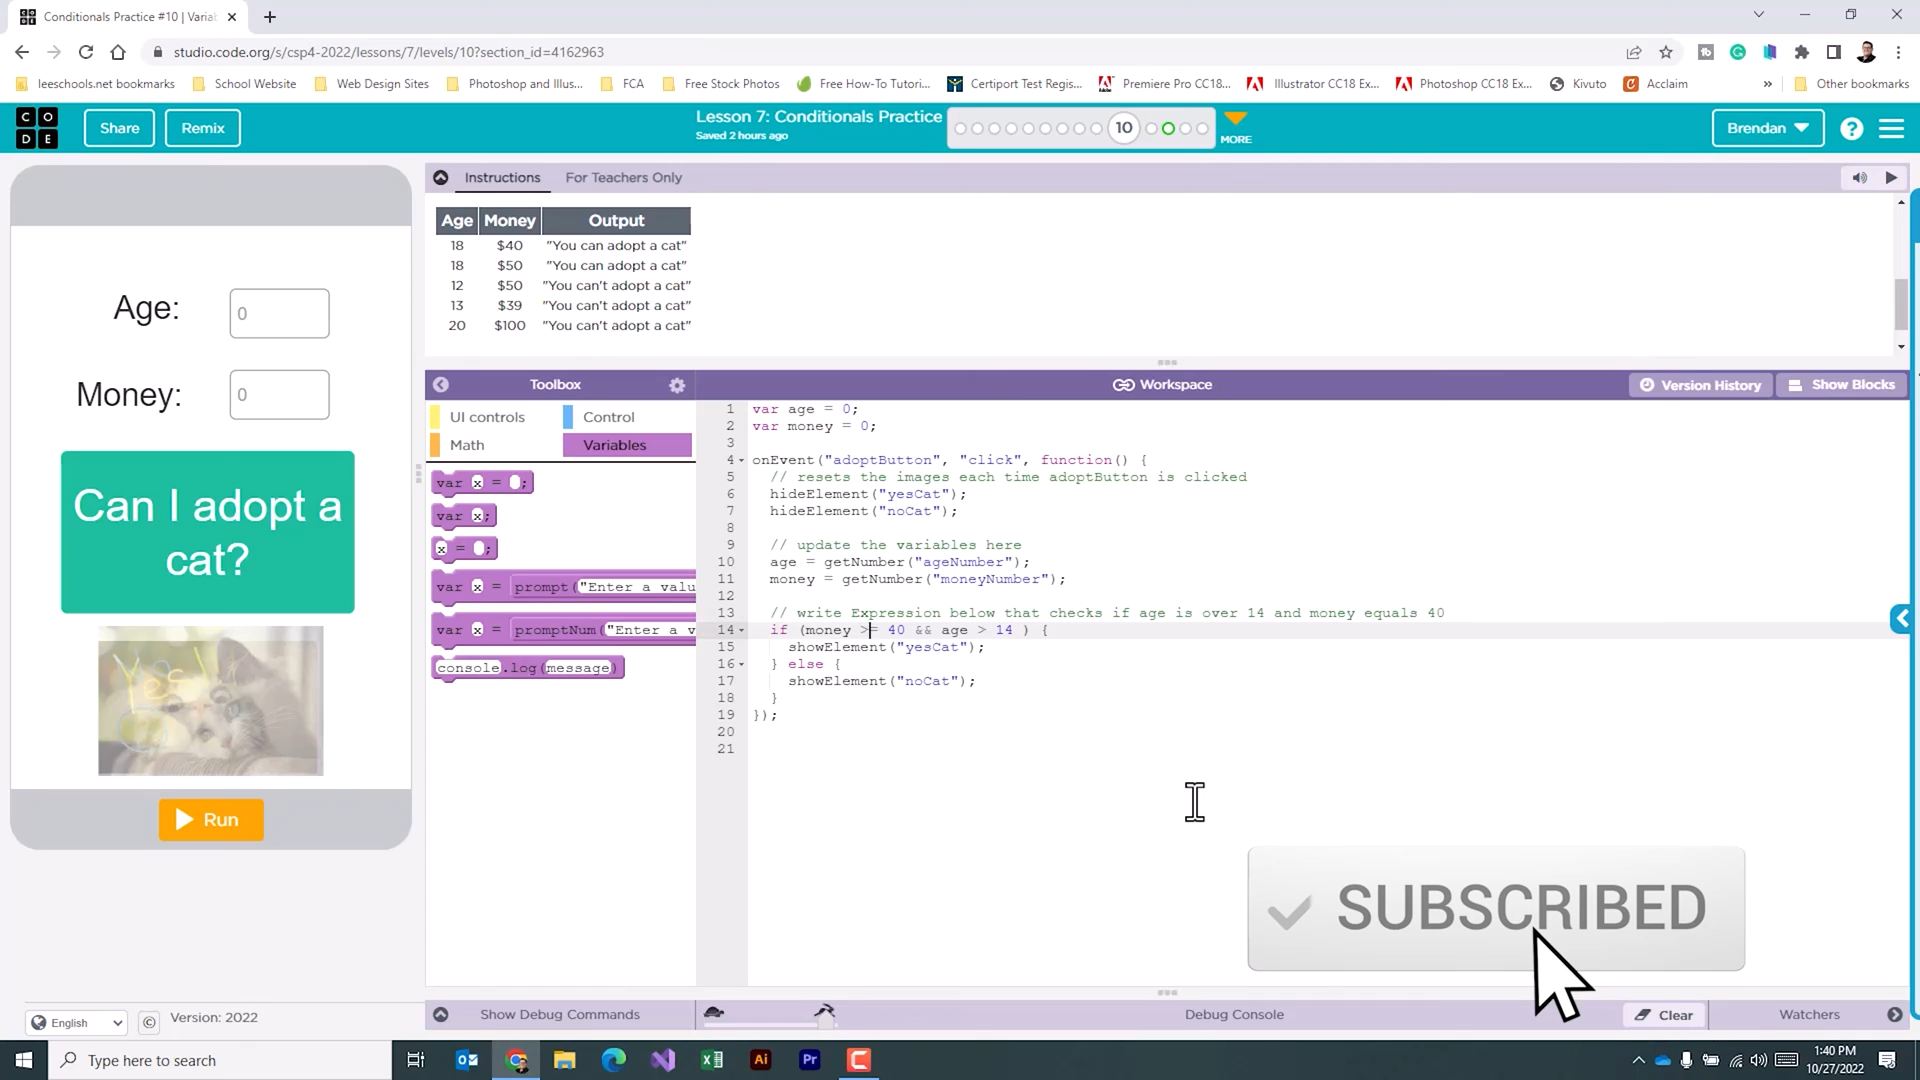 Conditionals Practice #10 | Varia
studio.code.org/s/csp4-2022/lessons/7/levels/10?section_id=4162963
leeschools.net bookmarks
School Website
Web Design Sites
Photoshop and Illus...
FCA
Free Stock Photos
Free How-To Tutori...
Certiport Test Regis...
Premiere Pro CC18...
Illustrator CC18 Ex...
Photoshop CC18 Ex...
Kivuto
Acclaim
Other bookmarks
CODE
Share
Remix
Lesson 7: Conditionals Practice
Saved 2 hours ago
10
MORE
Brendan
Instructions
For Teachers Only
Age Money Output
18 $40 "You can adopt a cat"
18 $50 "You can adopt a cat"
12 $50 "You can't adopt a cat"
13 $39 "You can't adopt a cat"
20 $100 "You can't adopt a cat"
Age:
0
Money:
0
Can I adopt a
cat?
Yes!
Run
Toolbox
Workspace
Version History
Show Blocks
UI controls
Control
Math
Variables
var x = ;
var x;
x = ;
var x = prompt("Enter a valu
var x = promptNum("Enter a v
console.log(message)
1 var age = 0;
2 var money = 0;
3
4 onEvent("adoptButton", "click", function() {
5 // resets the images each time adoptButton is clicked
6 hideElement("yesCat");
7 hideElement("noCat");
8
9 // update the variables here
10 age = getNumber("ageNumber");
11 money = getNumber("moneyNumber");
12
13 // write Expression below that checks if age is over 14 and money equals 40
14 if (money >= 40 && age > 14 ) {
15 showElement("yesCat");
16 } else {
17 showElement("noCat");
18 }
19 });
20
21
SUBSCRIBED
English
Version: 2022
Show Debug Commands
Debug Console
Clear
Watchers
Type here to search
1:40 PM
10/27/2022